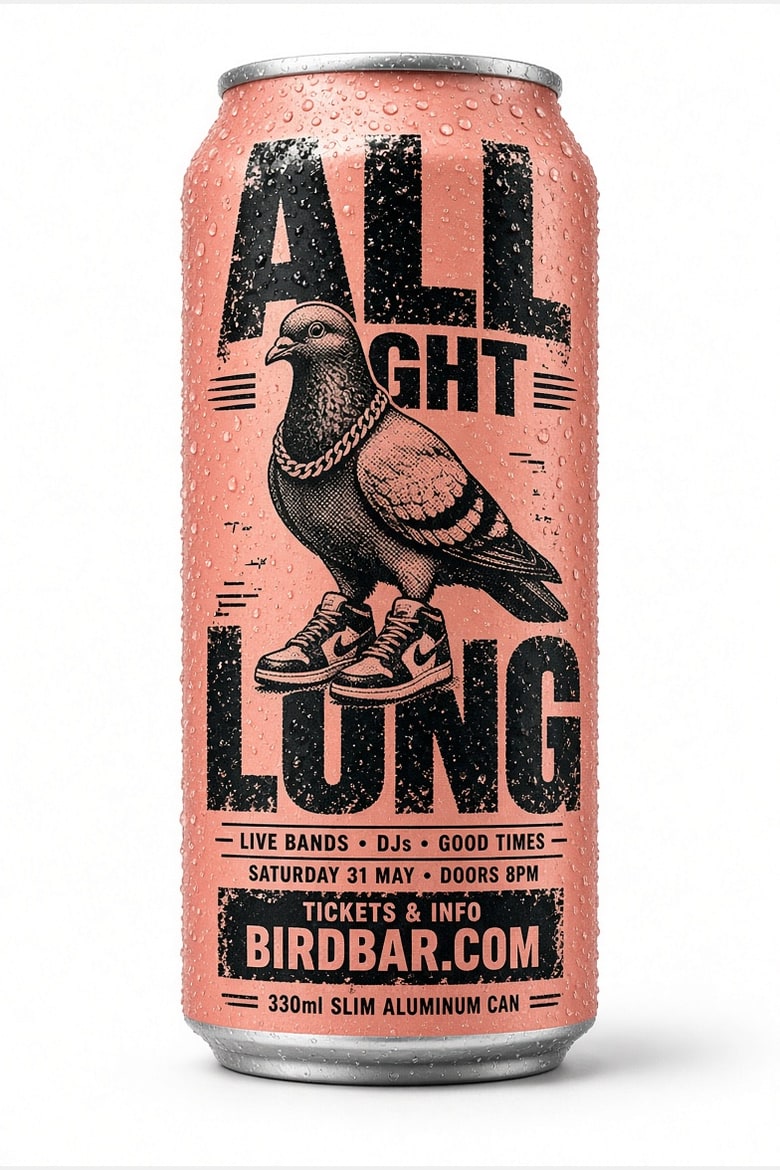 ALL
GHT
LONG
LIVE BANDS • DJs • GOOD TIMES
SATURDAY 31 MAY • DOORS 8PM
TICKETS & INFO
BIRDBAR.COM
330ml SLIM ALUMINUM CAN